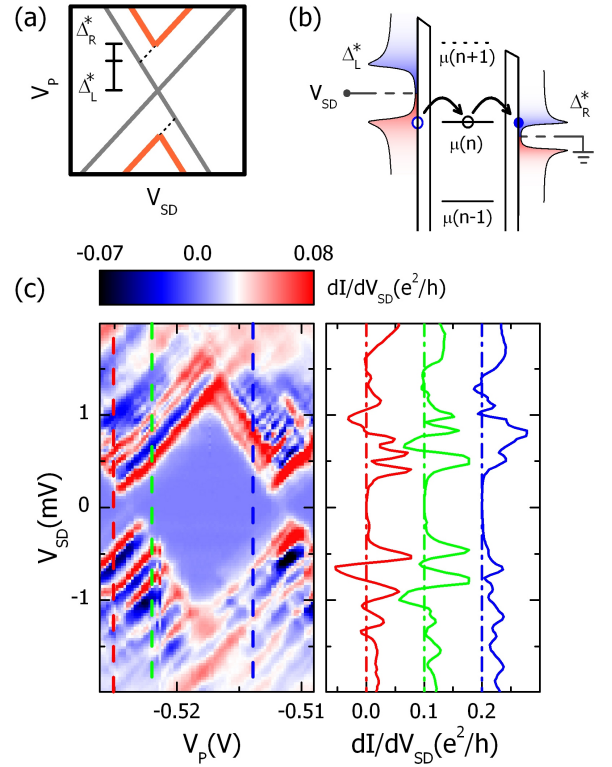 (a)
Δ*R
Δ*L
VP
VSD
(b)
Δ*L
μ(n+1)
VSD
Δ*R
μ(n)
μ(n-1)
-0.07 0.0 0.08
(c)
dI/dVSD(e²/h)
1
0
-1
VSD(mV)
-0.52 -0.51
VP(V)
0.0 0.1 0.2
dI/dVSD(e²/h)